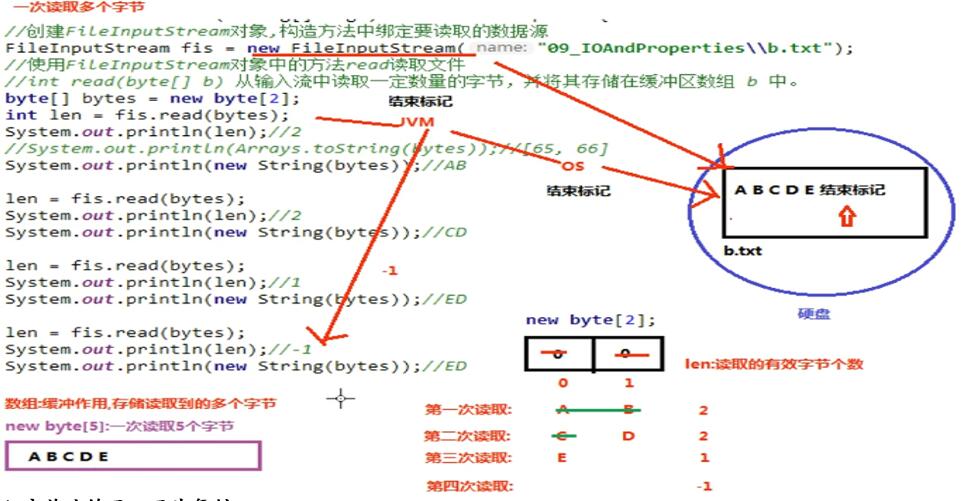 一次读取多个字节
//创建FileInputStream对象,构造方法中绑定要读取的数据源
FileInputStream fis = new FileInputStream( name: "09_IOAndProperties\\b.txt");
//使用FileInputStream对象中的方法read读取文件
//int read(byte[] b) 从输入流中读取一定数量的字节，并将其存储在缓冲区数组 b 中。
byte[] bytes = new byte[2];
结束标记
int len = fis.read(bytes);
JVM
System.out.println(len);//2
//System.out.println(Arrays.toString(bytes));//[65, 66]
System.out.println(new String(bytes));//AB
OS
结束标记
A B C D E 结束标记
len = fis.read(bytes);
System.out.println(len);//2
System.out.println(new String(bytes));//CD
b.txt
len = fis.read(bytes);
-1
System.out.println(len);//1
System.out.println(new String(bytes));//ED
硬盘
len = fis.read(bytes);
System.out.println(len);//-1
System.out.println(new String(bytes));//ED
new byte[2];
0 0
len:读取的有效字节个数
0 1
数组:缓冲作用,存储读取到的多个字节
new byte[5]:一次读取5个字节
A B C D E
第一次读取: A B 2
第二次读取: C D 2
第三次读取: E 1
第四次读取: -1